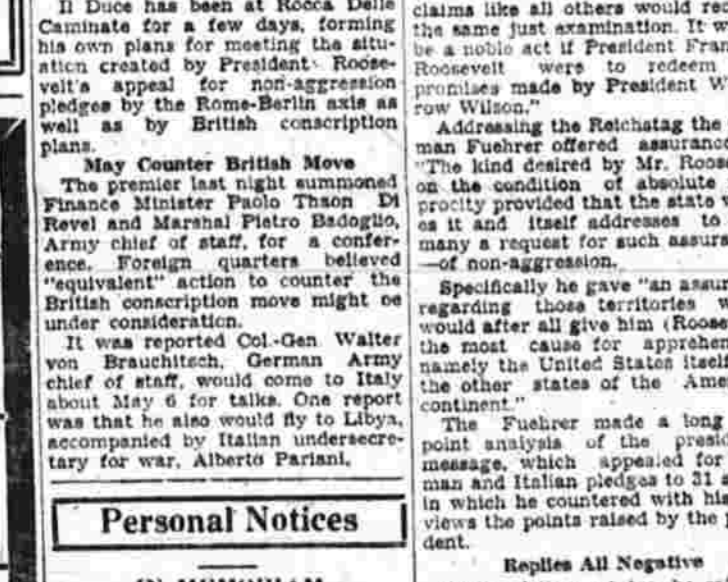 Il Duce has been at Rocca Delle
Caminate for a few days, forming
his own plans for meeting the situ-
ation created by President Roose-
velt's appeal for non-aggression
pledges by the Rome-Berlin axis as
well as by British conscription
plans.
May Counter British Move
The premier last night summoned
Finance Minister Paolo Thaon Di
Revel and Marshal Pietro Badoglio,
Army chief of staff, for a confer-
ence. Foreign quarters believed
"equivalent" action to counter the
British conscription move might be
under consideration.
It was reported Col.-Gen. Walter
von Brauchitsch, German Army
chief of staff, would come to Italy
about May 6 for talks. One report
was that he also would fly to Libya,
accompanied by Italian undersecre-
tary for war, Alberto Pariani.
Personal Notices
claims like all others would
the same just examination. It
be a noble act if President
Roosevelt were to redeem
promises made by President W
row Wilson."
Addressing the Reichstag the
man Fuehrer offered
"The kind desired by Mr.
on the condition of absolute
procity provided that the state
es it and itself addresses to
many a request for such
—of non-aggression.
Specifically he gave "an
regarding those territories
would after all give him
the most cause for
namely the United States
the other states of the
continent."
The Fuehrer made a long
point analysis of the
message, which appealed for
man and Italian pledges to 31
in which he countered with his
views the points raised by the
dent.
Replies All Negative